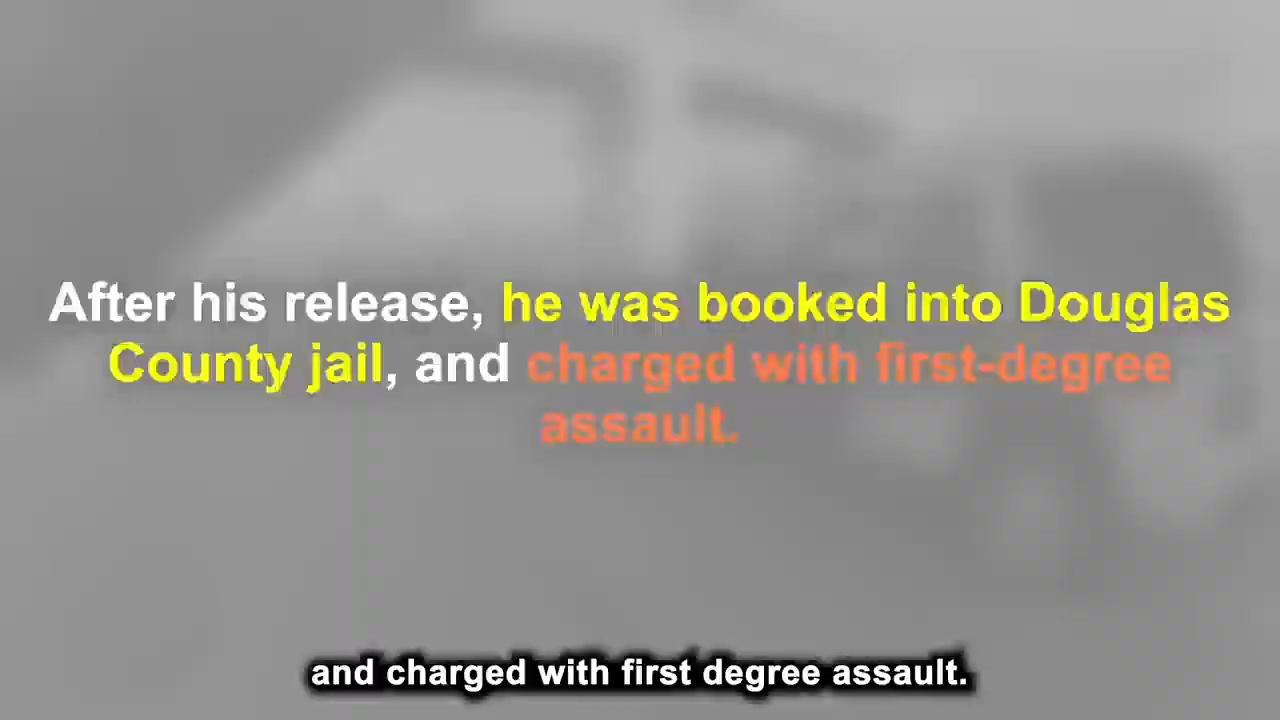 After his release, he was booked into Douglas
County jail, and charged with first-degree
assault.
and charged with first degree assault.